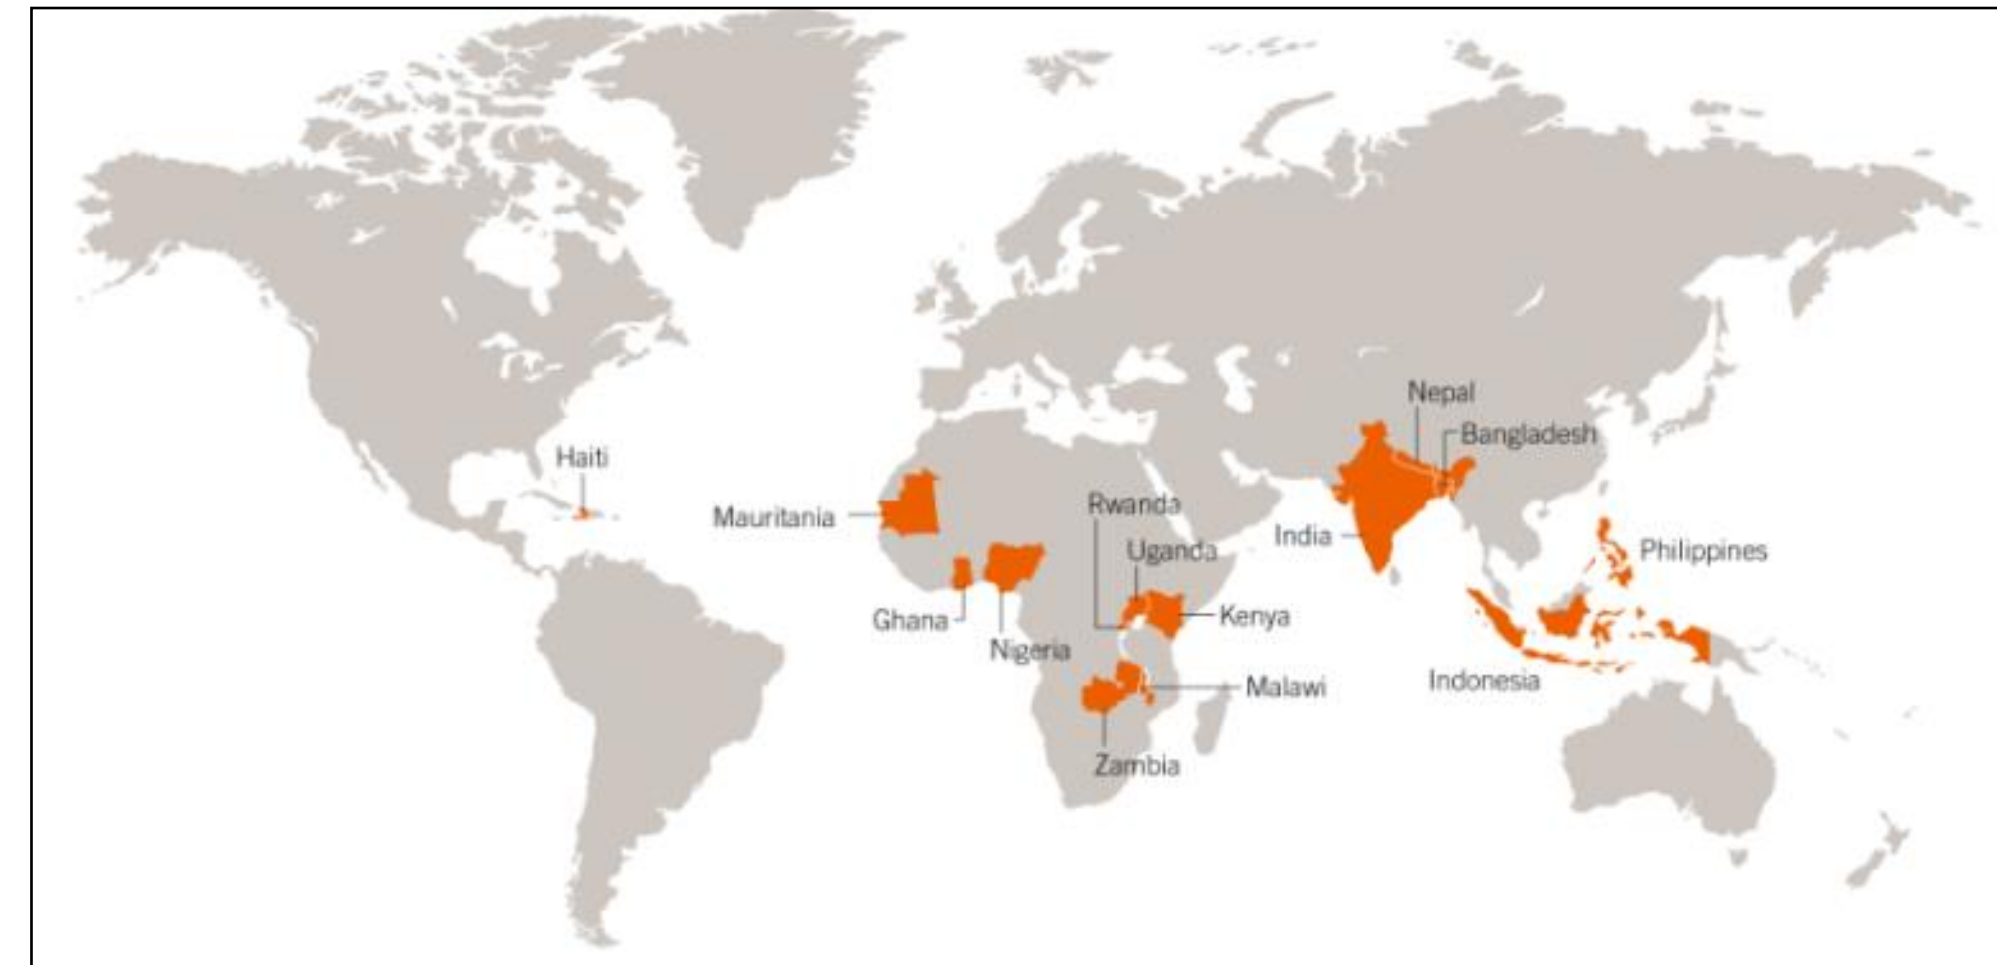 Nepal
Bangladesh
Haiti
Rwanda
Mauritania
India
Uganda
Philippines
Ghana
Kenya
Nigeria
Indonesia
Malawi
Zambia